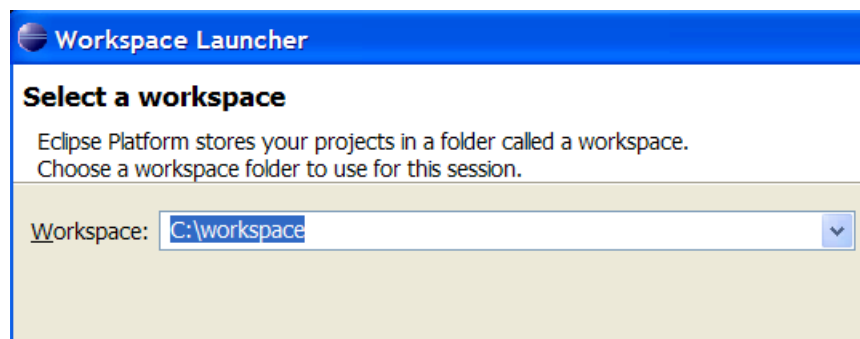 Workspace Launcher
Select a workspace
Eclipse Platform stores your projects in a folder called a workspace.
Choose a workspace folder to use for this session.
Workspace: C:\workspace